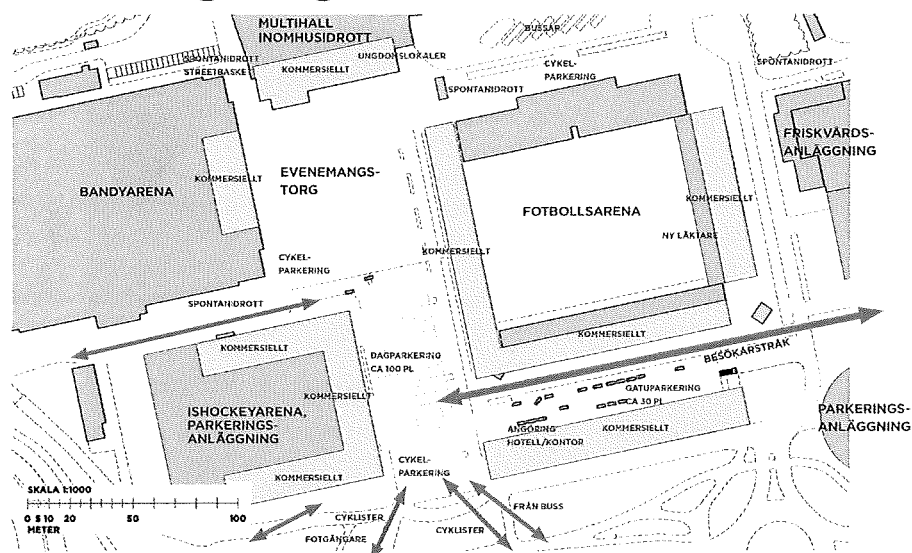 MULTIHALL
INOMHUSIDROTT
BUSSAR
SPONTANIDROTT
STREETBASKE
KOMMERSIELLT
UNGDOMSLOKALER
CYKEL-
PARKERING
SPONTANIDROTT
SPONTANIDROTT
FRISKVÅRDS-
ANLÄGGNING
BANDYARENA
KOMMERSIELLT
EVENEMANGS-
TORG
FOTBOLLSARENA
KOMMERSIELLT
NY LÄKTARE
KOMMERSIELLT
CYKEL-
PARKERING
SPONTANIDROTT
KOMMERSIELLT
KOMMERSIELLT
DAGPARKERING
CA 100 PL
BESÖKARSTRÅK
KOMMERSIELLT
GATUPARKERING
CA 30 PL
ISHOCKEYARENA,
PARKERINGS-
ANLÄGGNING
ANGÖRING
HOTELL/KONTOR
KOMMERSIELLT
PARKERINGS-
ANLÄGGNING
KOMMERSIELLT
CYKEL-
PARKERING
SKALA 1:1000
0 5 10 20 50 100
METER
CYKLISTER
FOTGÄNGARE
CYKLISTER
FRÅN BUSS